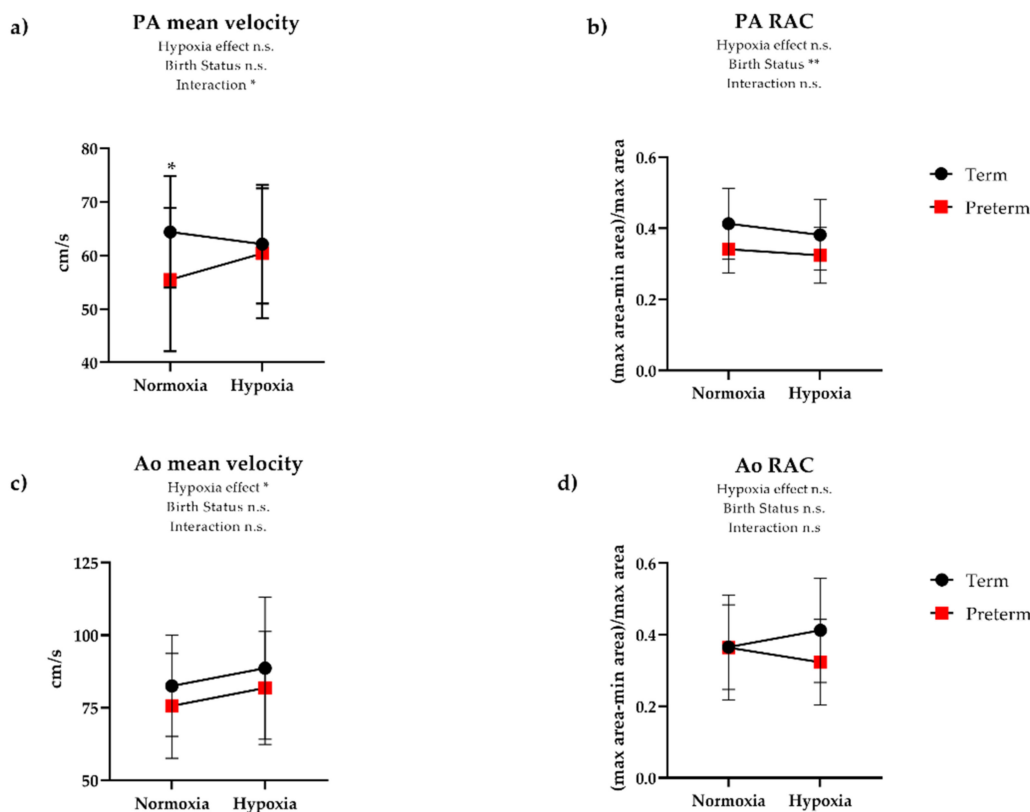 a)
PA mean velocity
Hypoxia effect n.s.
Birth Status n.s.
Interaction *
80
70
60
50
40
cm/s
*
Normoxia
Hypoxia
b)
PA RAC
Hypoxia effect n.s.
Birth Status **
Interaction n.s.
0.6
0.4
0.2
0.0
(max area-min area)/max area
Normoxia
Hypoxia
Term
Preterm
c)
Ao mean velocity
Hypoxia effect *
Birth Status n.s.
Interaction n.s.
125
100
75
50
cm/s
Normoxia
Hypoxia
d)
Ao RAC
Hypoxia effect n.s.
Birth Status n.s.
Interaction n.s
0.6
0.4
0.2
0.0
(max area-min area)/max area
Normoxia
Hypoxia
Term
Preterm